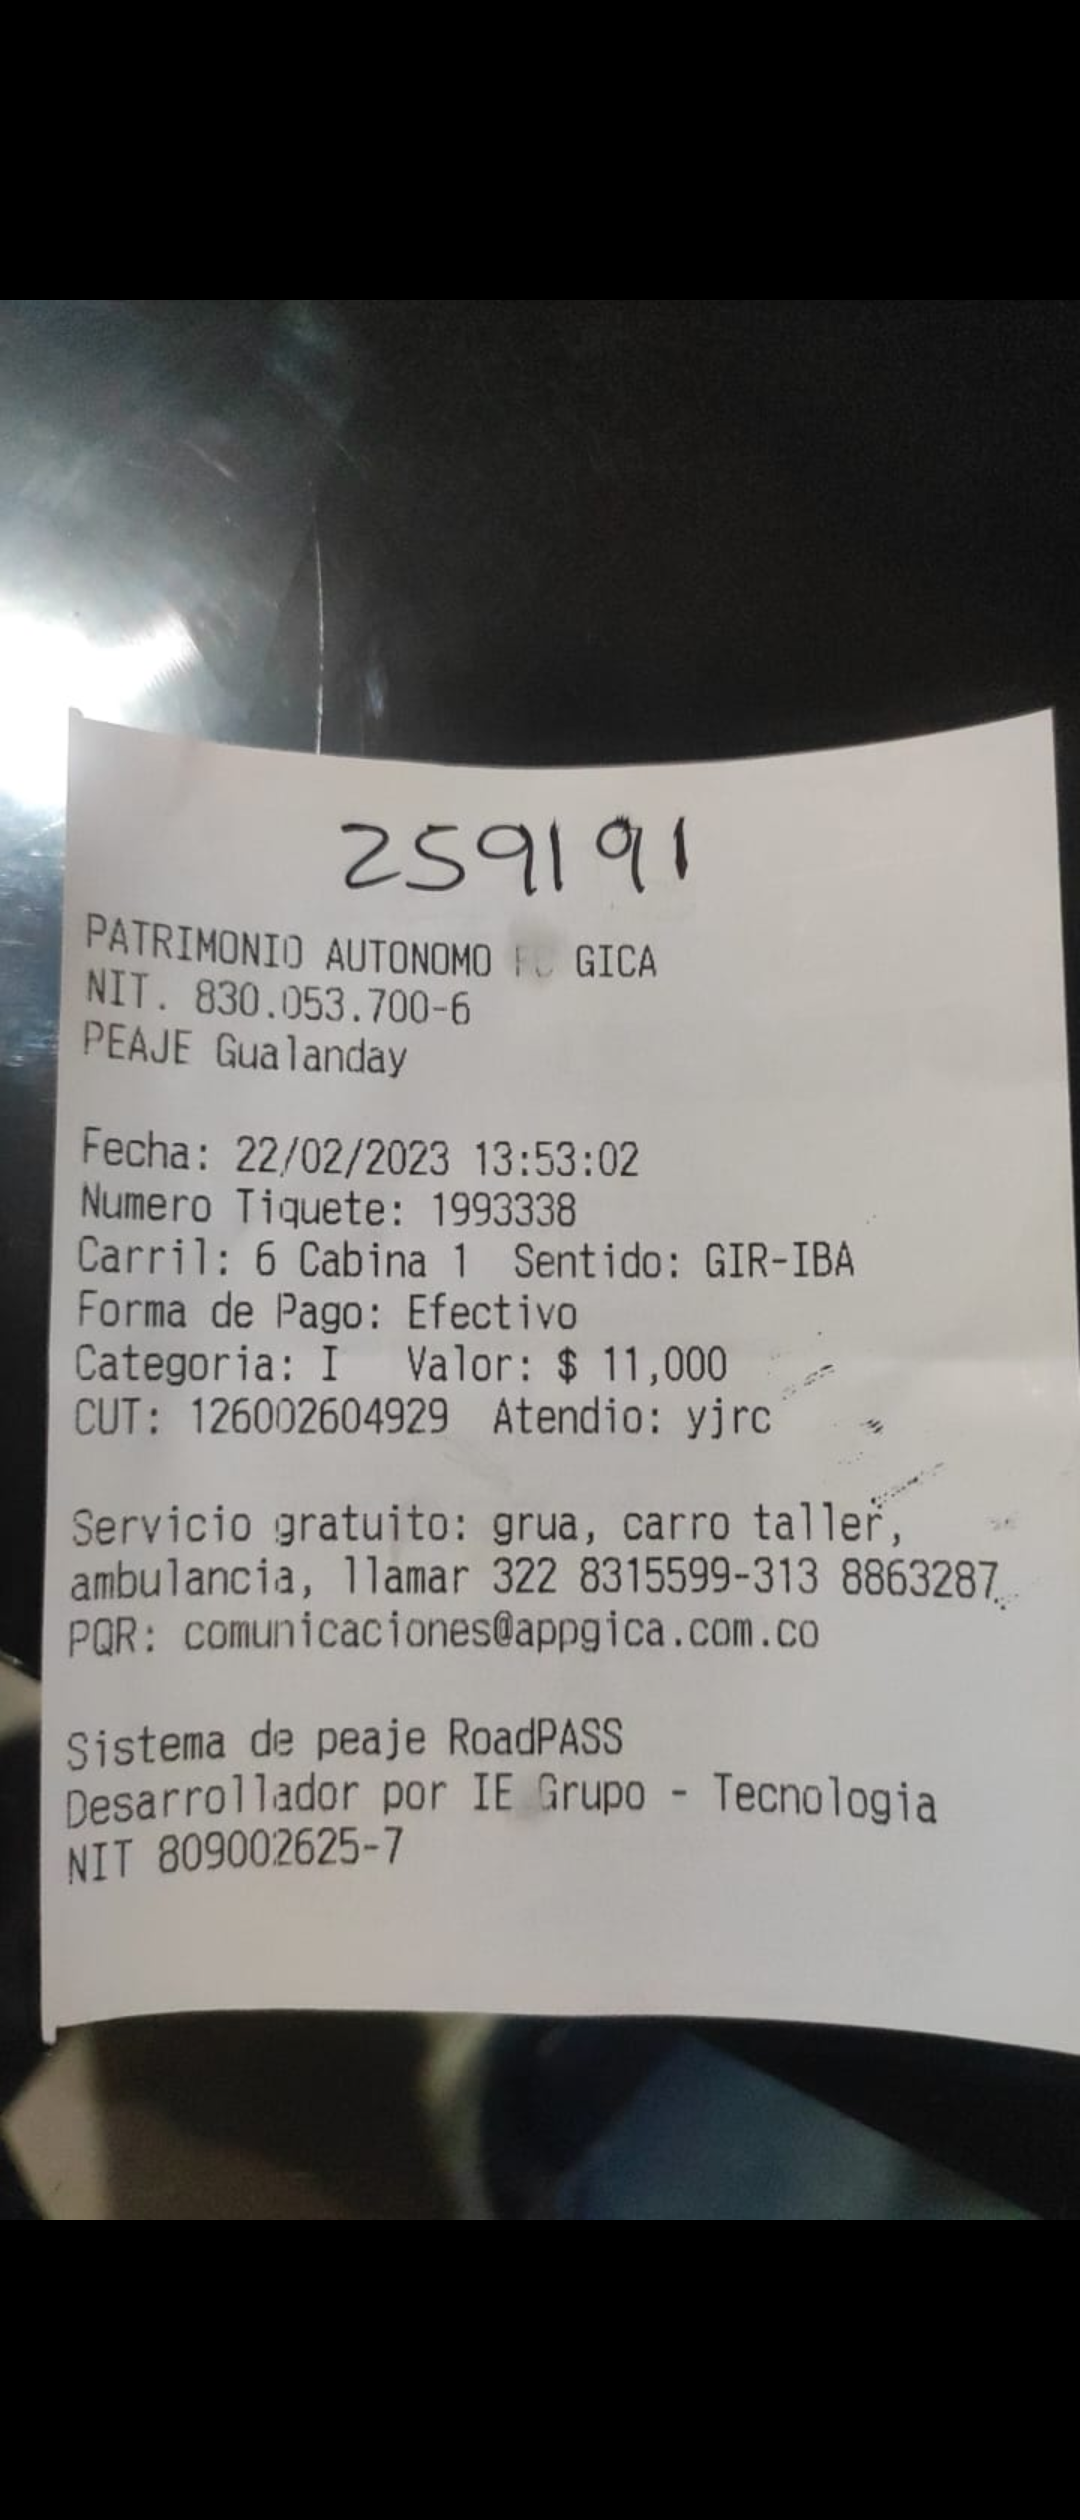 259191
PATRIMONIO AUTONOMO GICA
NIT. 830.053.700-6
PEAJE Gualanday
Fecha: 22/02/2023 13:53:02
Numero Tiquete: 1993338
Carril: 6 Cabina 1 Sentido: GIR-IBA
Forma de Pago: Efectivo
Categoria: I Valor: $ 11,000
CUT: 126002604929 Atendio: yjrc
Servicio gratuito: grua, carro taller,
ambulancia, llamar 322 8315599-313 8863287
PQR: comunicaciones@appgica.com.co
Sistema de peaje RoadPASS
Desarrollador por IE Grupo - Tecnologia
NIT 809002625-7